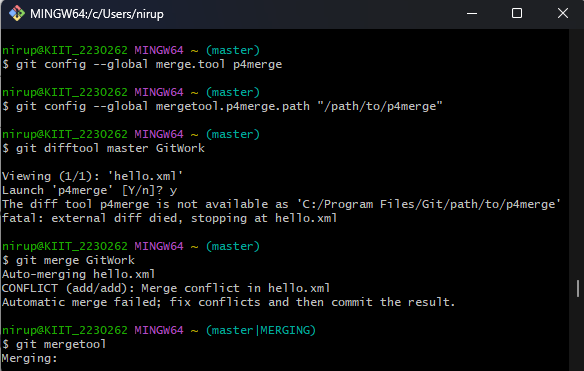 MINGW64:/c/Users/nirup
nirup@KIIT_2230262 MINGW64 ~ (master)
$ git config --global merge.tool p4merge
nirup@KIIT_2230262 MINGW64 ~ (master)
$ git config --global mergetool.p4merge.path "/path/to/p4merge"
nirup@KIIT_2230262 MINGW64 ~ (master)
$ git difftool master GitWork
Viewing (1/1): 'hello.xml'
Launch 'p4merge' [Y/n]? y
The diff tool p4merge is not available as 'C:/Program Files/Git/path/to/p4merge'
fatal: external diff died, stopping at hello.xml
nirup@KIIT_2230262 MINGW64 ~ (master)
$ git merge GitWork
Auto-merging hello.xml
CONFLICT (add/add): Merge conflict in hello.xml
Automatic merge failed; fix conflicts and then commit the result.
nirup@KIIT_2230262 MINGW64 ~ (master|MERGING)
$ git mergetool
Merging: